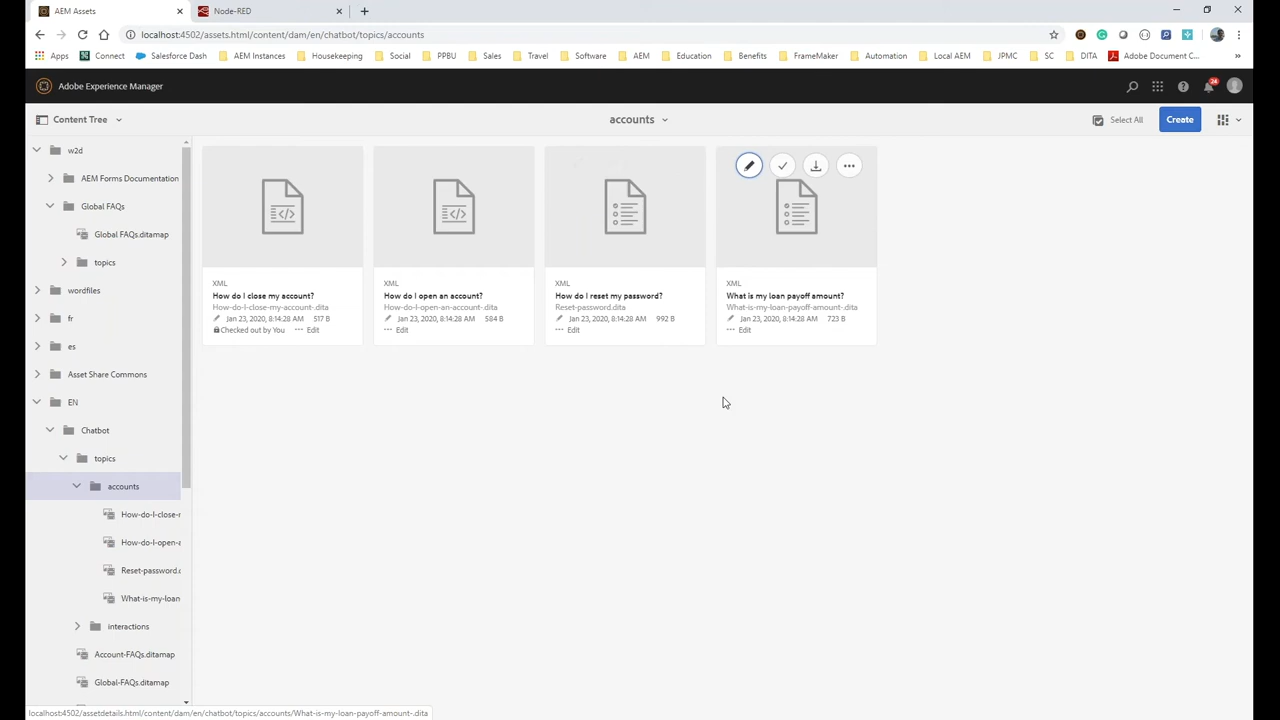 AEM Assets
Node-RED
localhost:4502/assets.html/content/dam/en/chatbot/topics/accounts
Apps Connect Salesforce Dash AEM Instances Housekeeping Social PPBU Sales Travel Software AEM Education Benefits FrameMaker Automation Local AEM JPMC SC DITA Adobe Document C...
Adobe Experience Manager
24
Content Tree
accounts
Select All
Create
w2d
AEM Forms Documentation
Global FAQs
Global FAQs.ditamap
topics
wordfiles
fr
es
Asset Share Commons
EN
Chatbot
topics
accounts
How-do-I-close-m
How-do-I-open-a
Reset-password.d
What-is-my-loan
interactions
Account-FAQs.ditamap
Global-FAQs.ditamap
XML
How do I close my account?
How-do-I-close-my-account-.dita
Jan 23, 2020, 8:14:28 AM 517 B
Checked out by You ··· Edit
XML
How do I open an account?
How-do-I-open-an-account-.dita
Jan 23, 2020, 8:14:28 AM 584 B
··· Edit
XML
How do I reset my password?
Reset-password.dita
Jan 23, 2020, 8:14:28 AM 992 B
··· Edit
XML
What is my loan payoff amount?
What-is-my-loan-payoff-amount-.dita
Jan 23, 2020, 8:14:28 AM 723 B
··· Edit
localhost:4502/assetdetails.html/content/dam/en/chatbot/topics/accounts/What-is-my-loan-payoff-amount-.dita